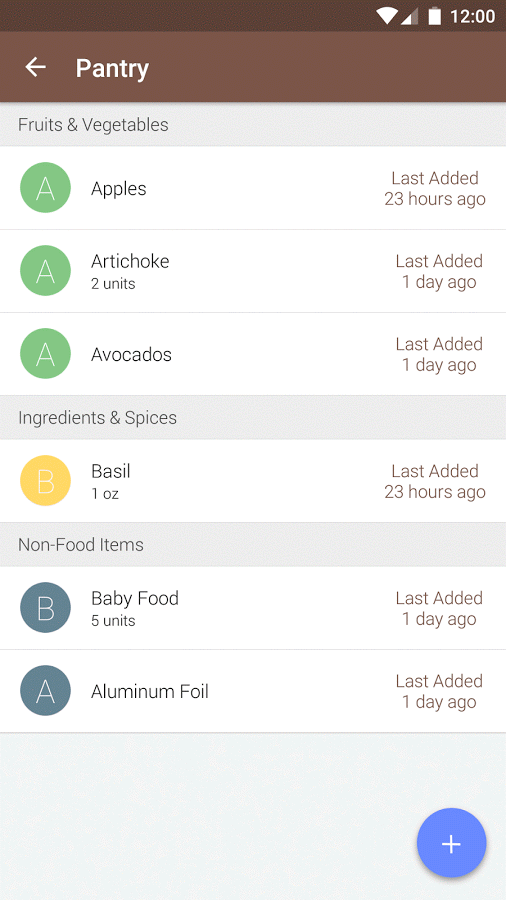 12:00
Pantry
Fruits & Vegetables
A
Apples
Last Added
23 hours ago
A
Artichoke
2 units
Last Added
1 day ago
A
Avocados
Last Added
1 day ago
Ingredients & Spices
B
Basil
1 oz
Last Added
23 hours ago
Non-Food Items
B
Baby Food
5 units
Last Added
1 day ago
A
Aluminum Foil
Last Added
1 day ago